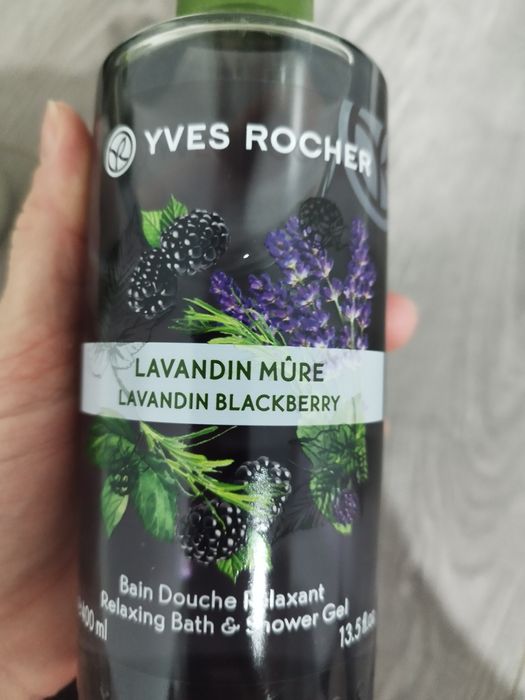 YVES ROCHER
LAVANDIN MÛRE
LAVANDIN BLACKBERRY
Bain Douche Relaxant
Relaxing Bath & Shower Gel
400 ml 13.5 fl.oz